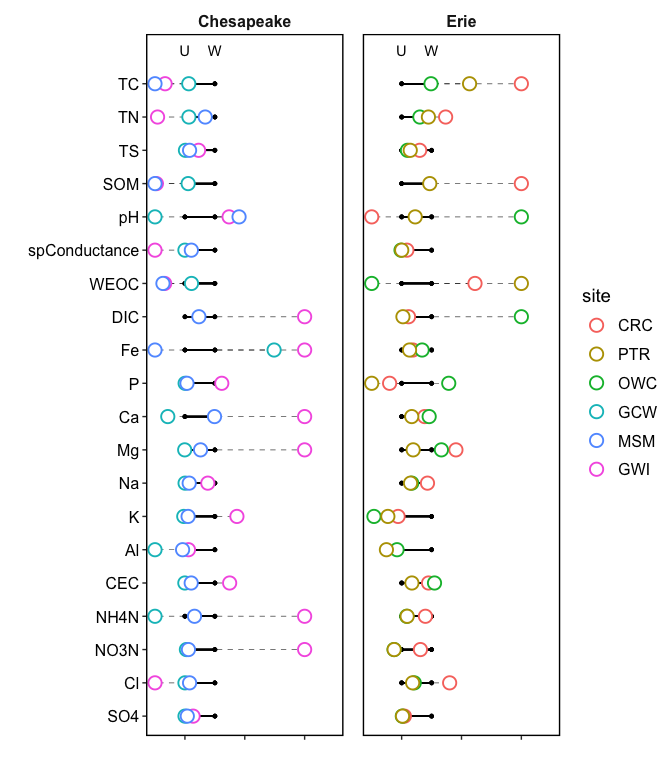 Chesapeake Erie
U W U W
TC
TN
TS
SOM
pH
spConductance
WEOC
DIC
Fe
P
Ca
Mg
Na
K
Al
CEC
NH4N
NO3N
Cl
SO4
site
CRC
PTR
OWC
GCW
MSM
GWI